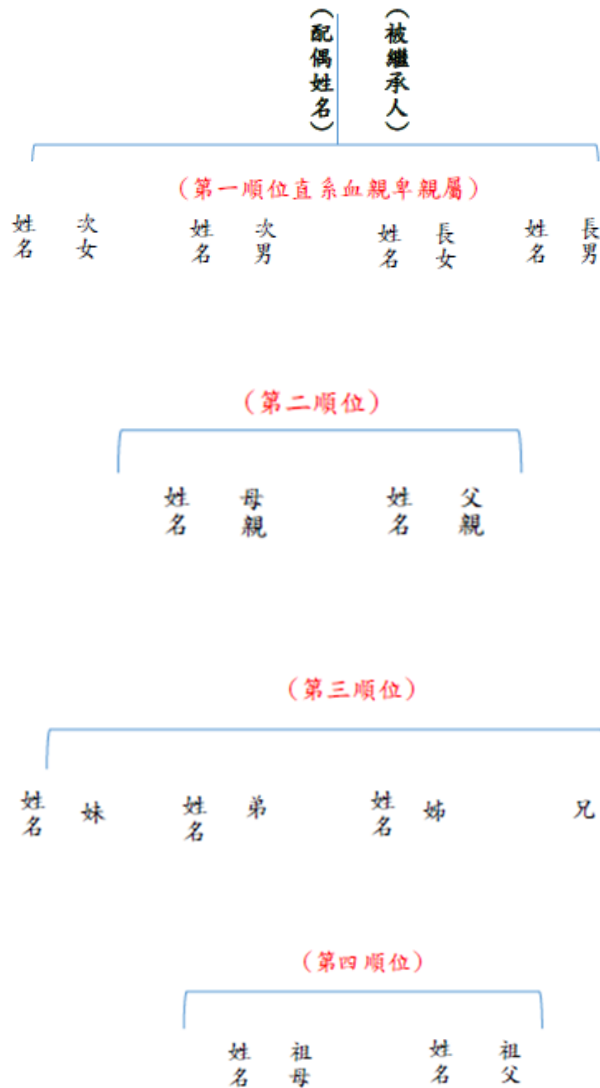 （被繼承人）
（配偶姓名）
（第一順位直系血親卑親屬）
長男
姓名
長女
姓名
次男
姓名
次女
姓名
（第二順位）
父親
姓名
母親
姓名
（第三順位）
兄
姊
姓名
弟
姓名
妹
姓名
（第四順位）
祖父
姓名
祖母
姓名